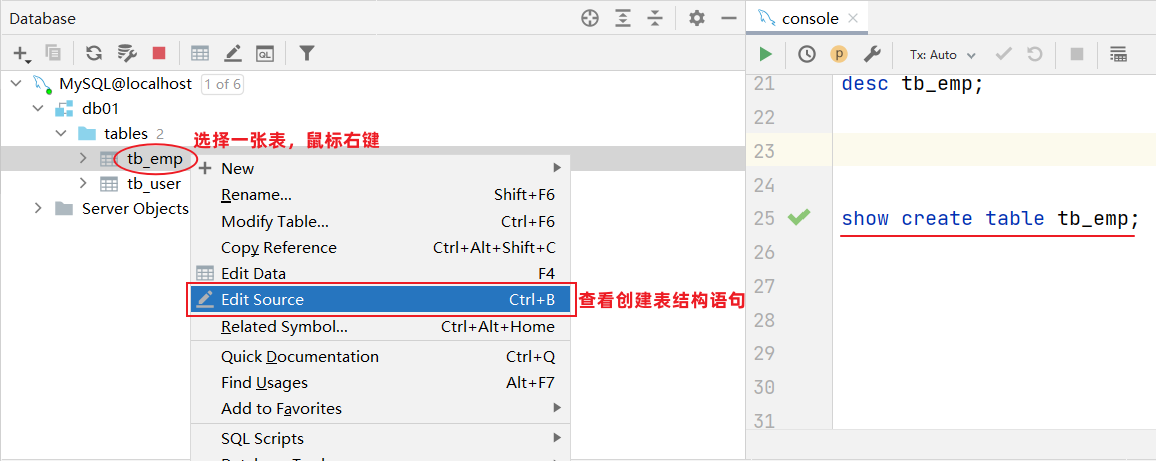 Database
MySQL@localhost 1 of 6
db01
tables 2
选择一张表，鼠标右键
tb_emp
tb_user
Server Objects
New
Rename... Shift+F6
Modify Table... Ctrl+F6
Copy Reference Ctrl+Alt+Shift+C
Edit Data F4
Edit Source Ctrl+B
查看创建表结构语句
Related Symbol... Ctrl+Alt+Home
Quick Documentation Ctrl+Q
Find Usages Alt+F7
Add to Favorites
SQL Scripts
console
Tx: Auto
21 desc tb_emp;
22
23
24
25 show create table tb_emp;
26
27
28
29
30
31